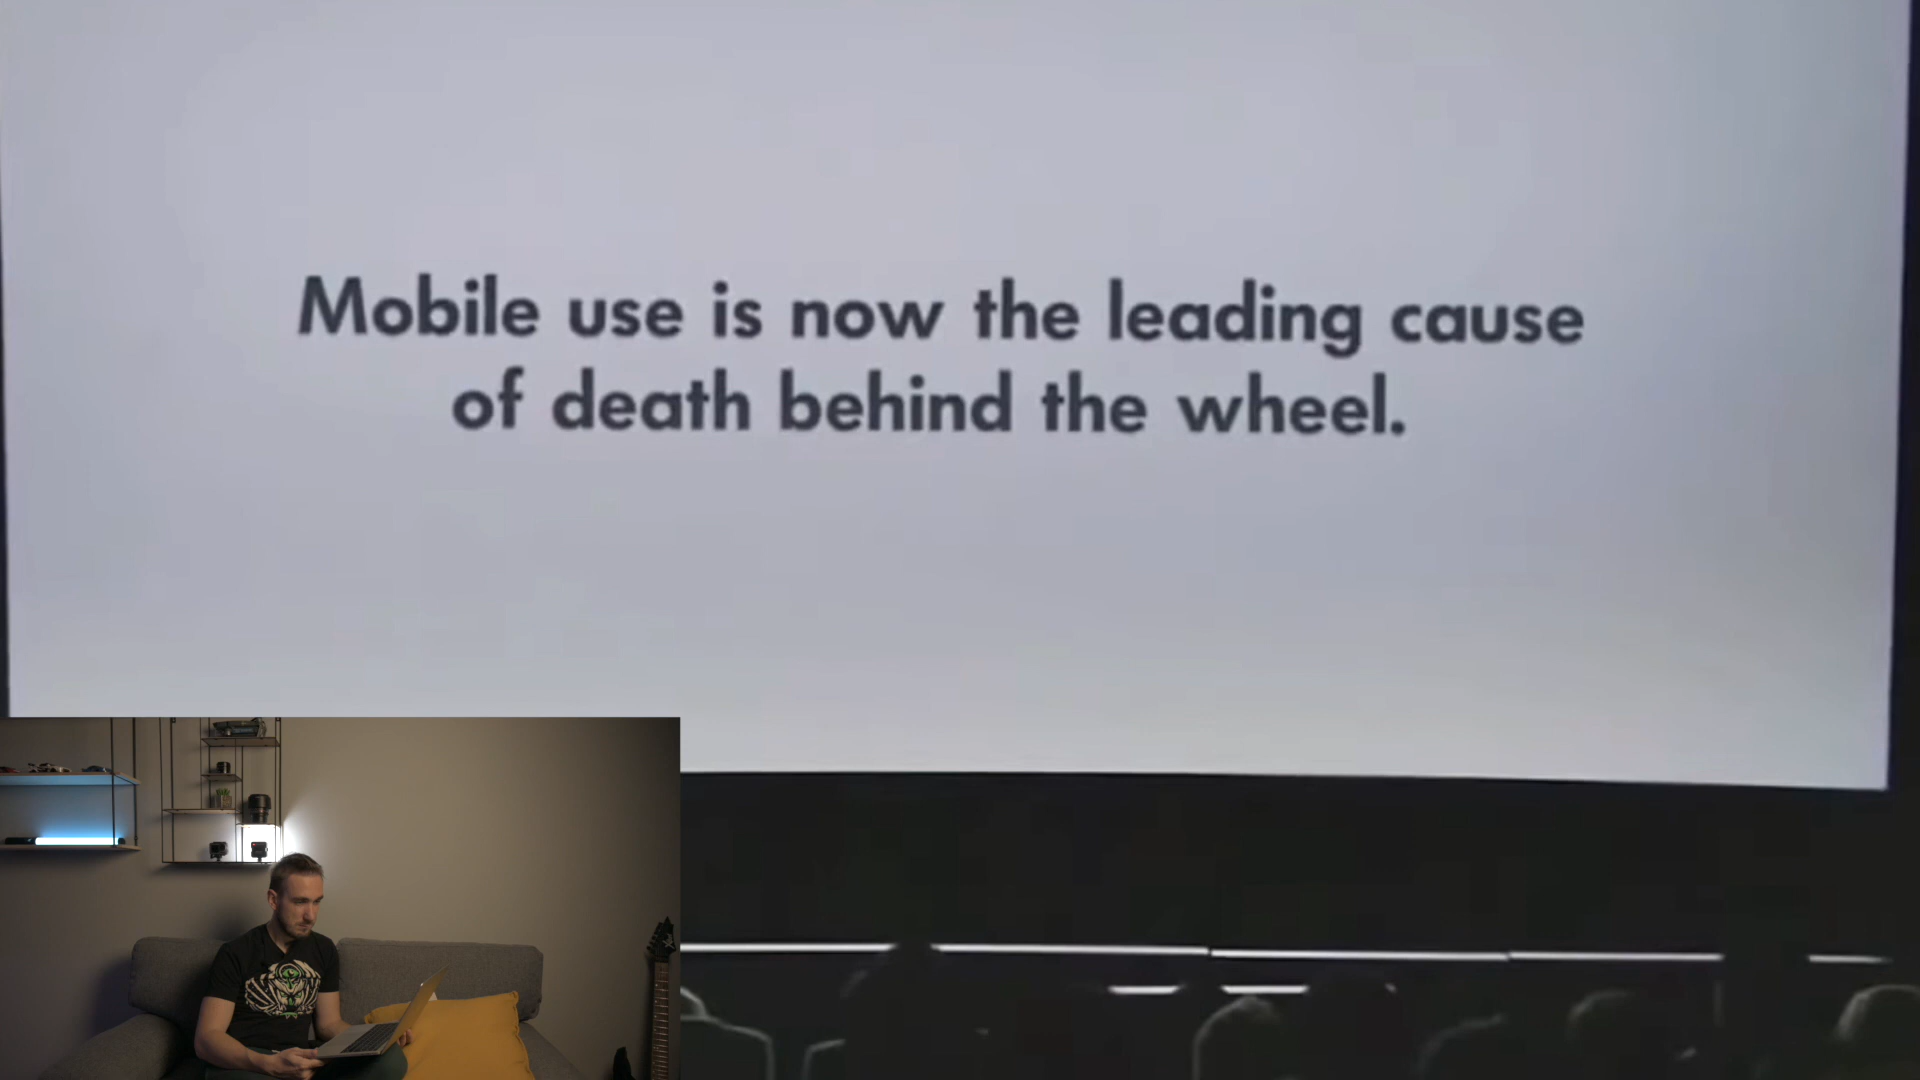 Mobile use is now the leading cause
of death behind the wheel.